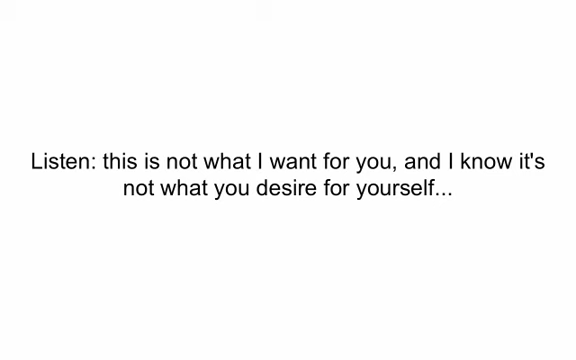 Listen: this is not what I want for you, and I know it's
not what you desire for yourself...